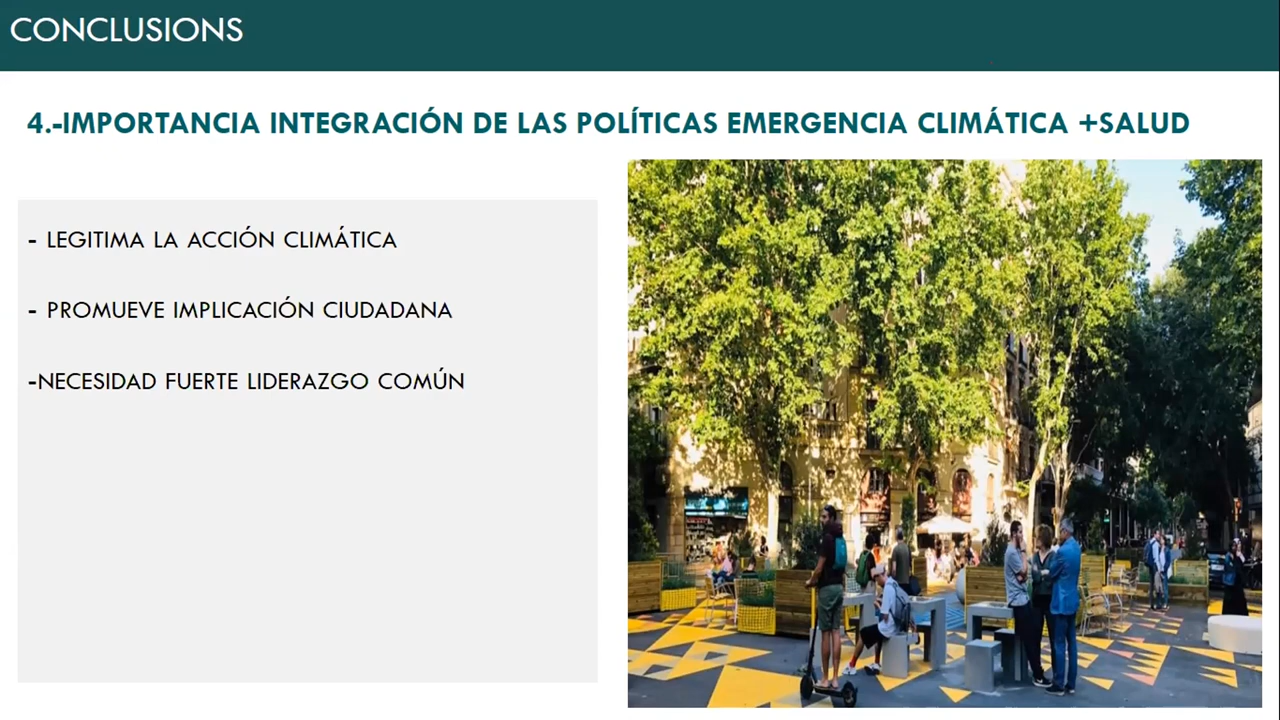 CONCLUSIONS
4.-IMPORTANCIA INTEGRACIÓN DE LAS POLÍTICAS EMERGENCIA CLIMÁTICA +SALUD
- LEGITIMA LA ACCIÓN CLIMÁTICA
- PROMUEVE IMPLICACIÓN CIUDADANA
-NECESIDAD FUERTE LIDERAZGO COMÚN